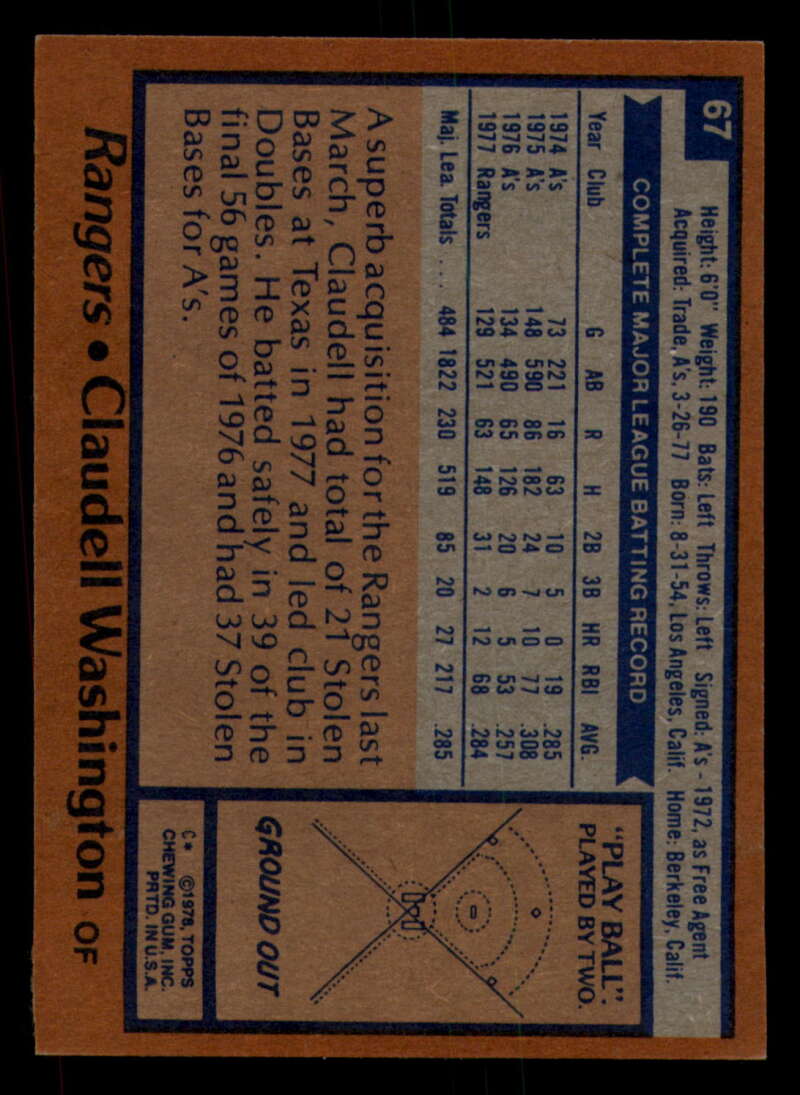 67
Height: 6'0" Weight: 190 Bats: Left Throws: Left Signed: A's - 1972, as Free Agent
Acquired: Trade, A's, 3-26-77 Born: 8-31-54, Los Angeles, Calif. Home: Berkeley, Calif.
COMPLETE MAJOR LEAGUE BATTING RECORD
Year Club G AB R H 2B 3B HR RBI AVG.
1974 A's 73 221 16 63 10 5 0 19 .285
1975 A's 148 590 86 182 24 7 10 77 .308
1976 A's 134 490 65 126 20 6 5 53 .257
1977 Rangers 129 521 63 148 31 2 12 68 .284
Maj. Lea. Totals .... 484 1822 230 519 85 20 27 217 .285
A superb acquisition for the Rangers last
March, Claudell had total of 21 Stolen
Bases at Texas in 1977 and led club in
Doubles. He batted safely in 39 of the
final 56 games of 1976 and had 37 Stolen
Bases for A's.
"PLAY BALL":
PLAYED BY TWO.
GROUND OUT
C* ©1978, TOPPS
CHEWING GUM, INC.
PRTD. IN U.S.A.
Rangers • Claudell Washington OF